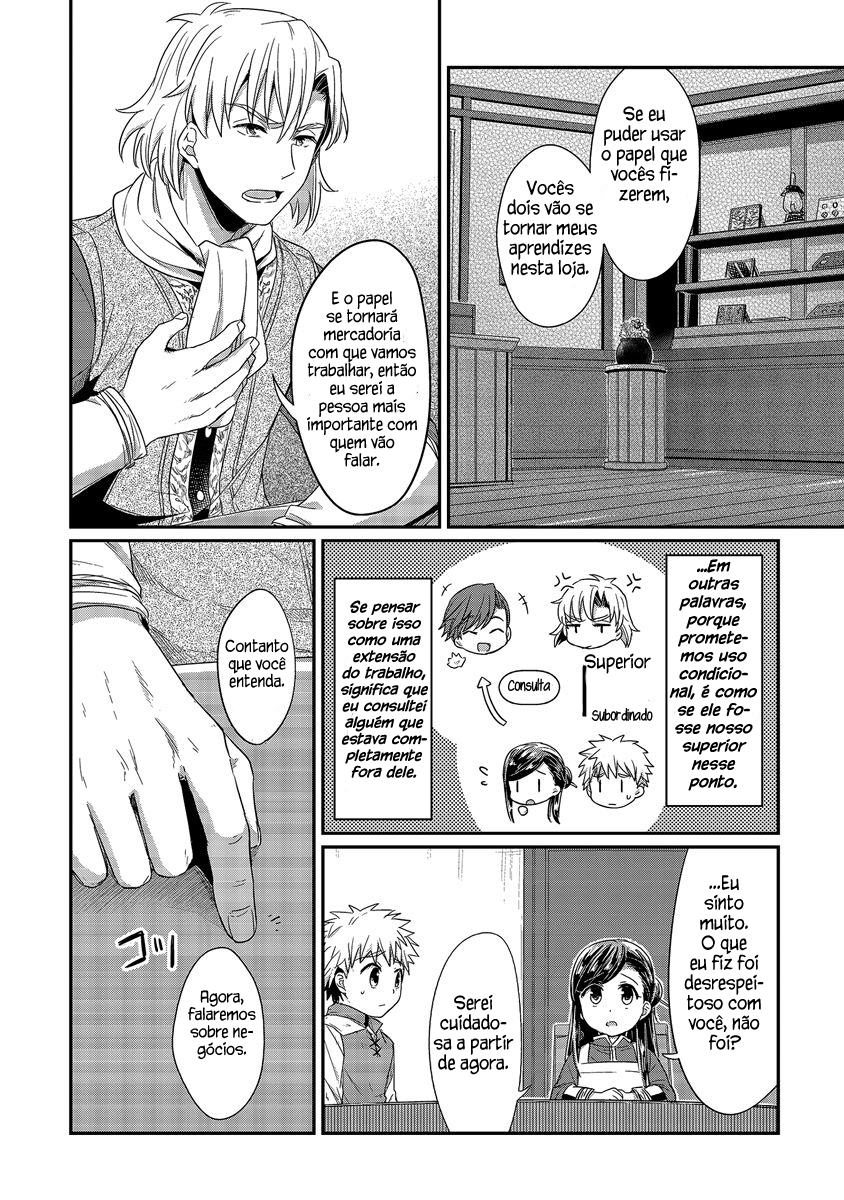 Se eu
puder usar
o papel que
vocês fi-
zerem,
Vocês
dois vão se
tornar meus
aprendizes
nesta loja.
E o papel
se tornará
mercadoria
com que vamos
trabalhar, então
eu serei a
pessoa mais
importante com
quem vão
falar.
...Em
outras
palavras,
porque
promete-
mos uso
condicio-
nal, é como
se ele fos-
se nosso
superior
nesse
ponto.
Superior
Consulta
subordinado
Se pensar
sobre isso
como uma
extensão
do trabalho,
significa que
eu consultei
alguém que
estava com-
pletamente
fora dele.
...Eu
sinto
muito.
O que
eu fiz foi
desrespei-
toso com
você, não
foi?
Serei
cuidado-
sa a partir
de agora.
Contanto
que você
entenda.
コツ
Agora,
falaremos
sobre ne-
gócios.